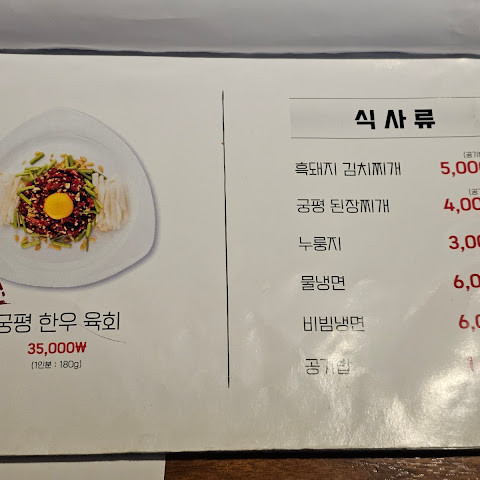 궁평 한우 육회
35,000₩
(1인분 : 180g)
식사류
흑돼지 김치찌개 5,00
궁평 된장찌개 4,00
누룽지 3,00
물냉면 6,0
비빔냉면 6,0
공기밥 1